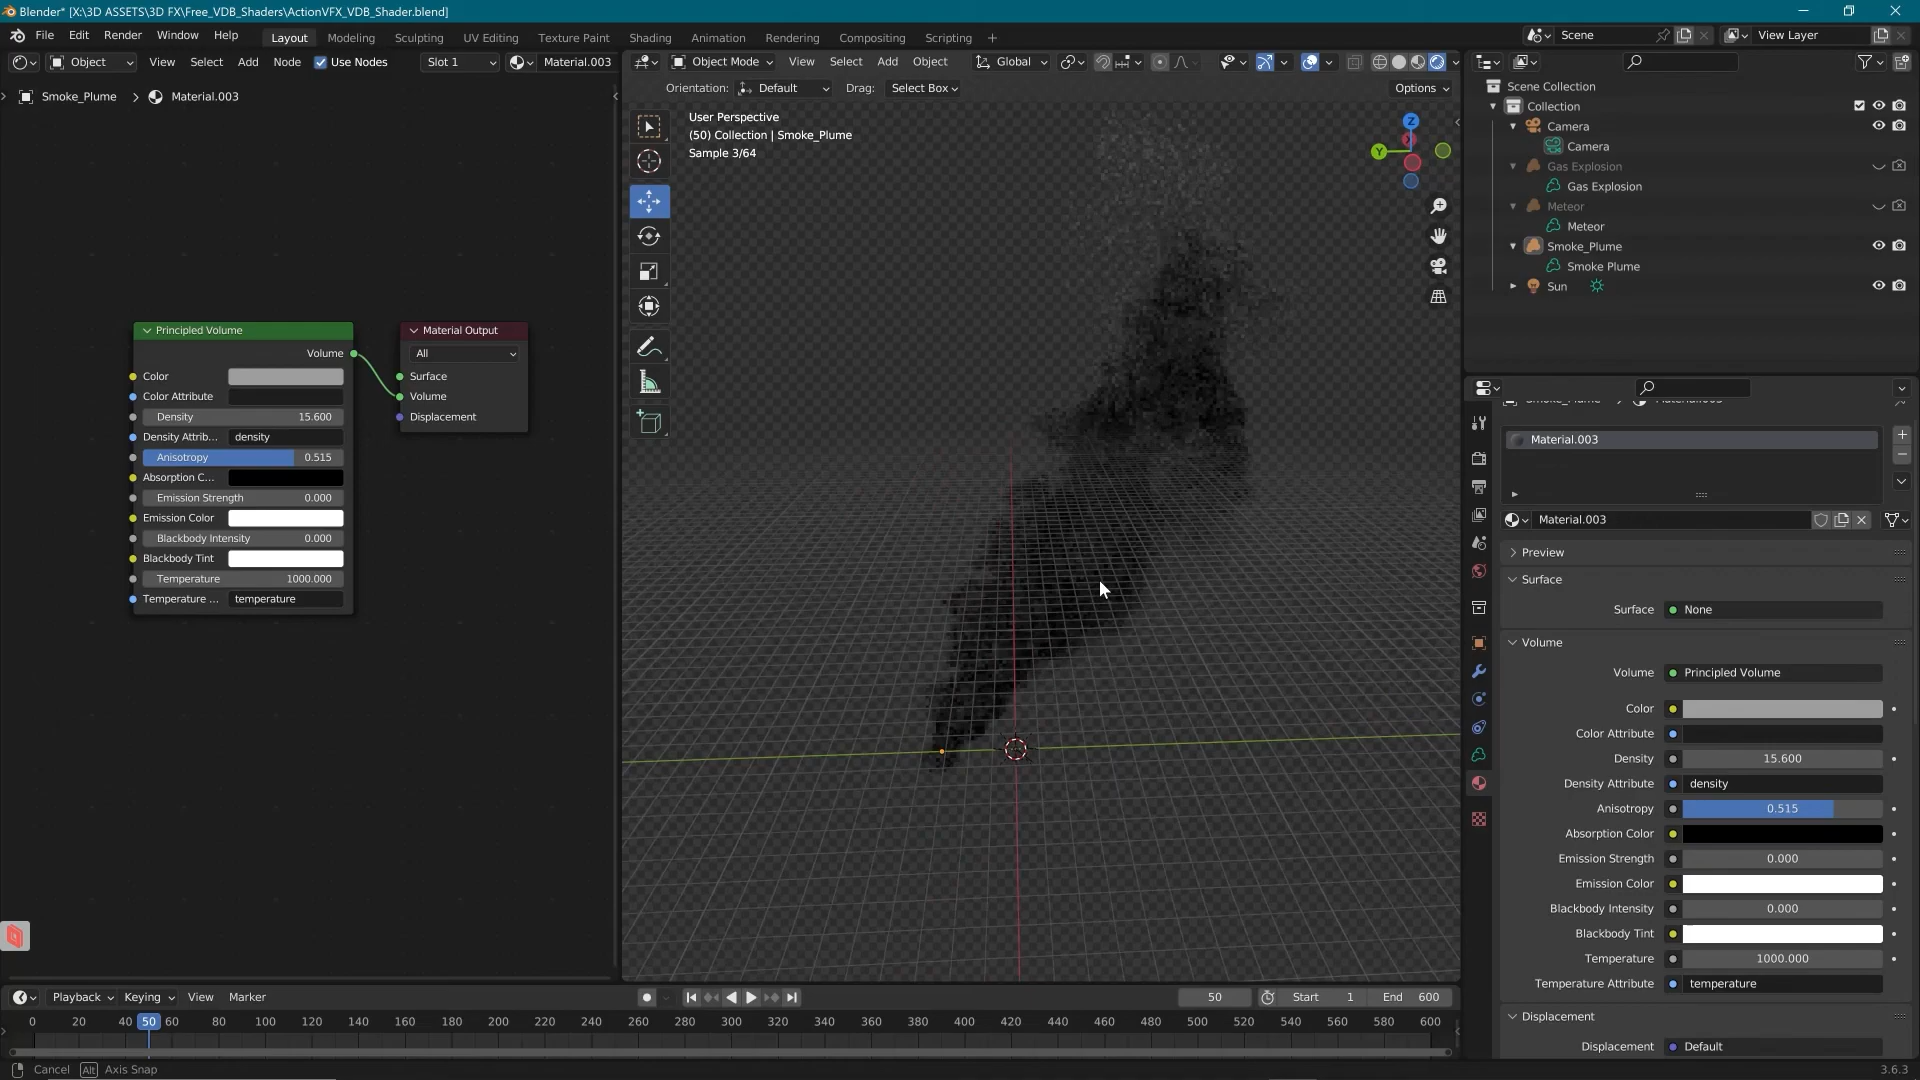 Blender* [X:\3D ASSETS\3D FX\Free_VDB_Shaders\ActionVFX_VDB_Shader.blend]
File Edit Render Window Help Layout Modeling Sculpting UV Editing Texture Paint Shading Animation Rendering Compositing Scripting + Scene View Layer
Object View Select Add Node Use Nodes Slot 1 Material.003
Smoke_Plume > Material.003
Object Mode View Select Add Object Global
Orientation: Default Drag: Select Box Options
User Perspective
(50) Collection | Smoke_Plume
Sample 3/64
Z
Y
Scene Collection
Collection
Camera
Camera
Gas Explosion
Gas Explosion
Meteor
Meteor
Smoke_Plume
Smoke Plume
Sun
Principled Volume
Volume
Color
Color Attribute
Density 15.600
Density Attrib... density
Anisotropy 0.515
Absorption C...
Emission Strength 0.000
Emission Color
Blackbody Intensity 0.000
Blackbody Tint
Temperature 1000.000
Temperature ... temperature
Material Output
All
Surface
Volume
Displacement
Material.003
Material.003
Preview
Surface
Surface None
Volume
Volume Principled Volume
Color
Color Attribute
Density 15.600
Density Attribute density
Anisotropy 0.515
Absorption Color
Emission Strength 0.000
Emission Color
Blackbody Intensity 0.000
Blackbody Tint
Temperature 1000.000
Temperature Attribute temperature
Displacement
Displacement Default
Playback Keying View Marker 50 Start 1 End 600
0 20 40 50 60 80 100 120 140 160 180 200 220 240 260 280 300 320 340 360 380 400 420 440 460 480 500 520 540 560 580 600
Cancel Alt Axis Snap 3.6.3